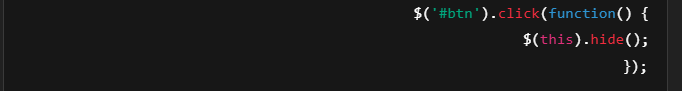 $('#btn').click(function() {
$(this).hide();
});